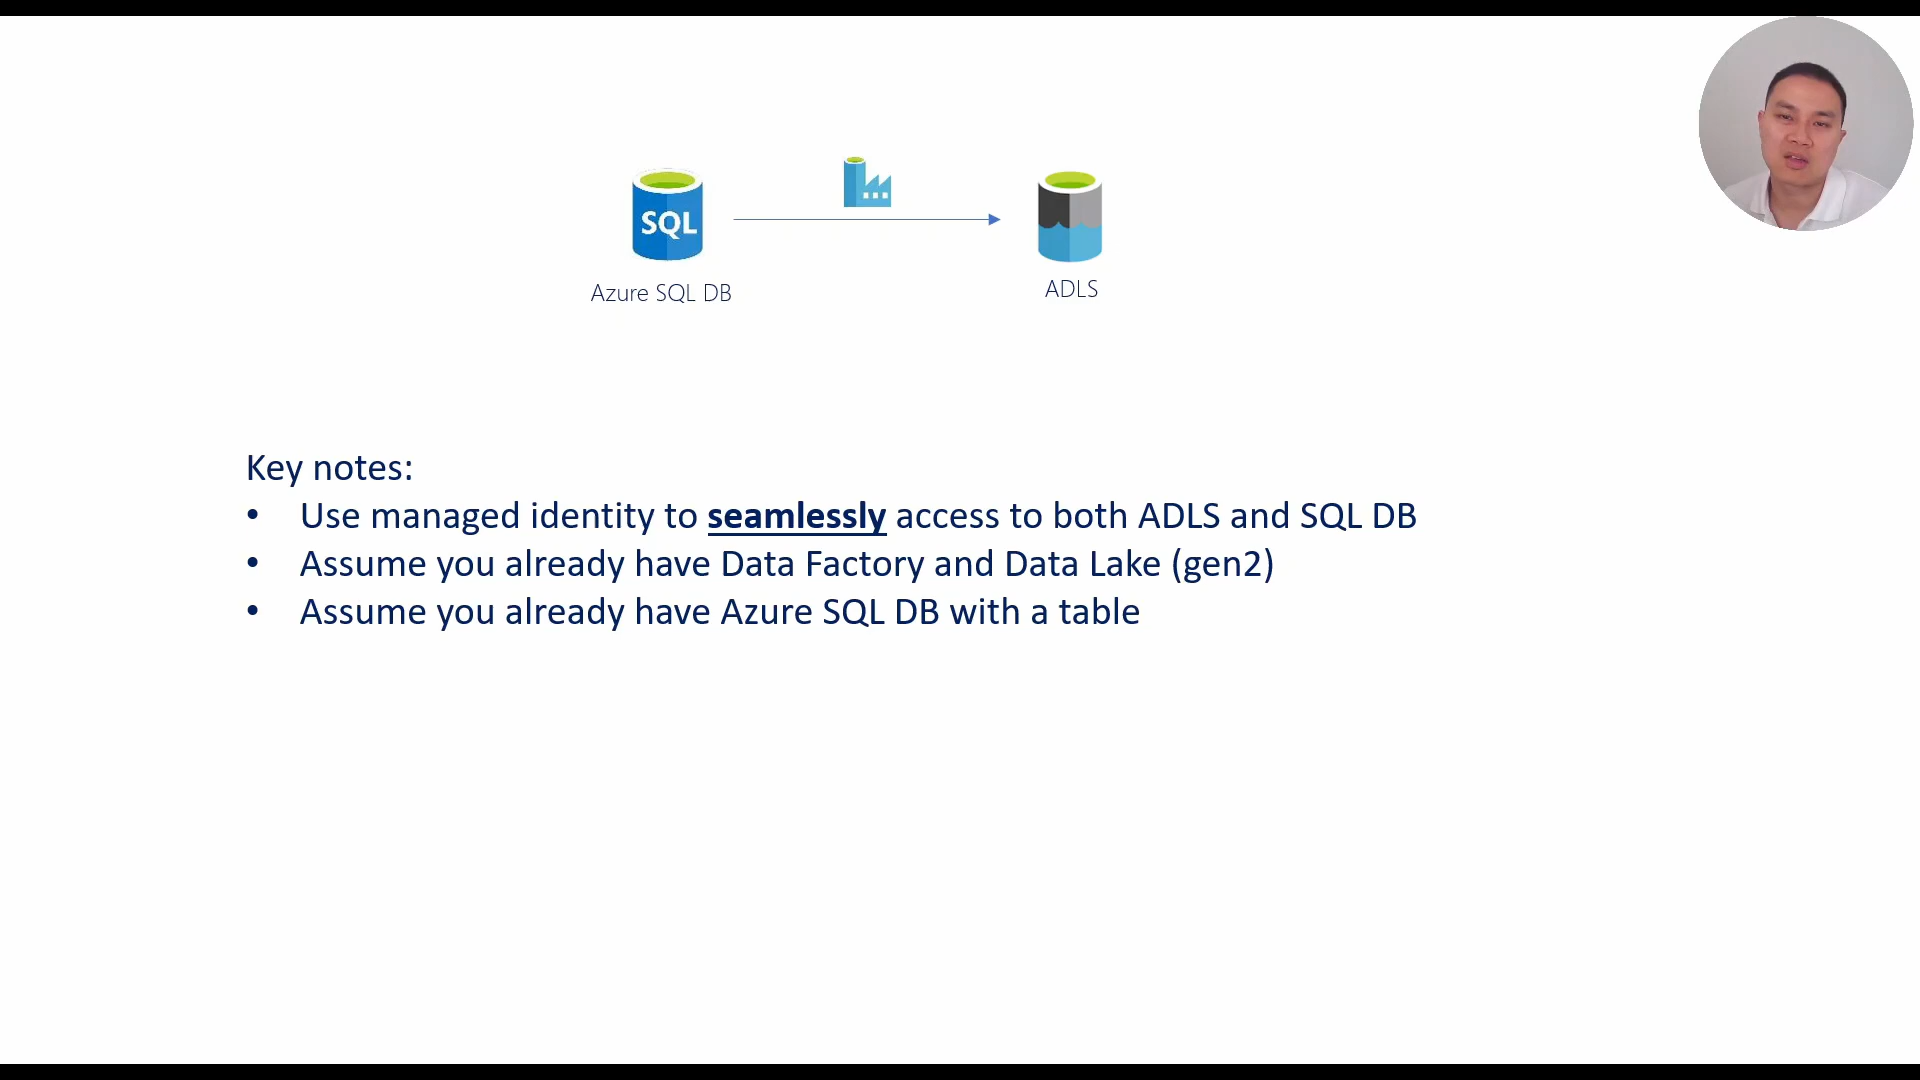 SQL
Azure SQL DB
ADLS
Key notes:
• Use managed identity to seamlessly access to both ADLS and SQL DB
• Assume you already have Data Factory and Data Lake (gen2)
• Assume you already have Azure SQL DB with a table